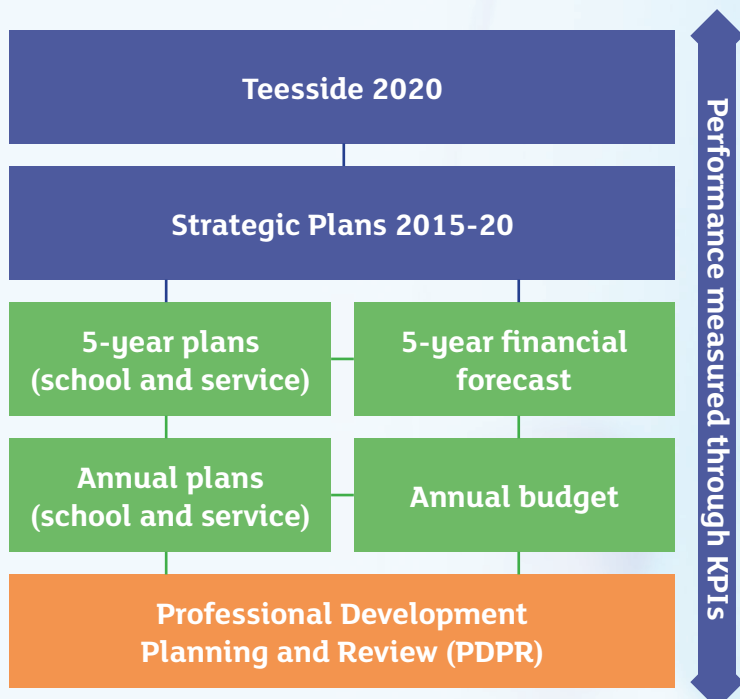 Teesside 2020
Strategic Plans 2015-20
5-year plans
(school and service)
5-year financial
forecast
Annual plans
(school and service)
Annual budget
Professional Development
Planning and Review (PDPR)
Performance measured through KPIs